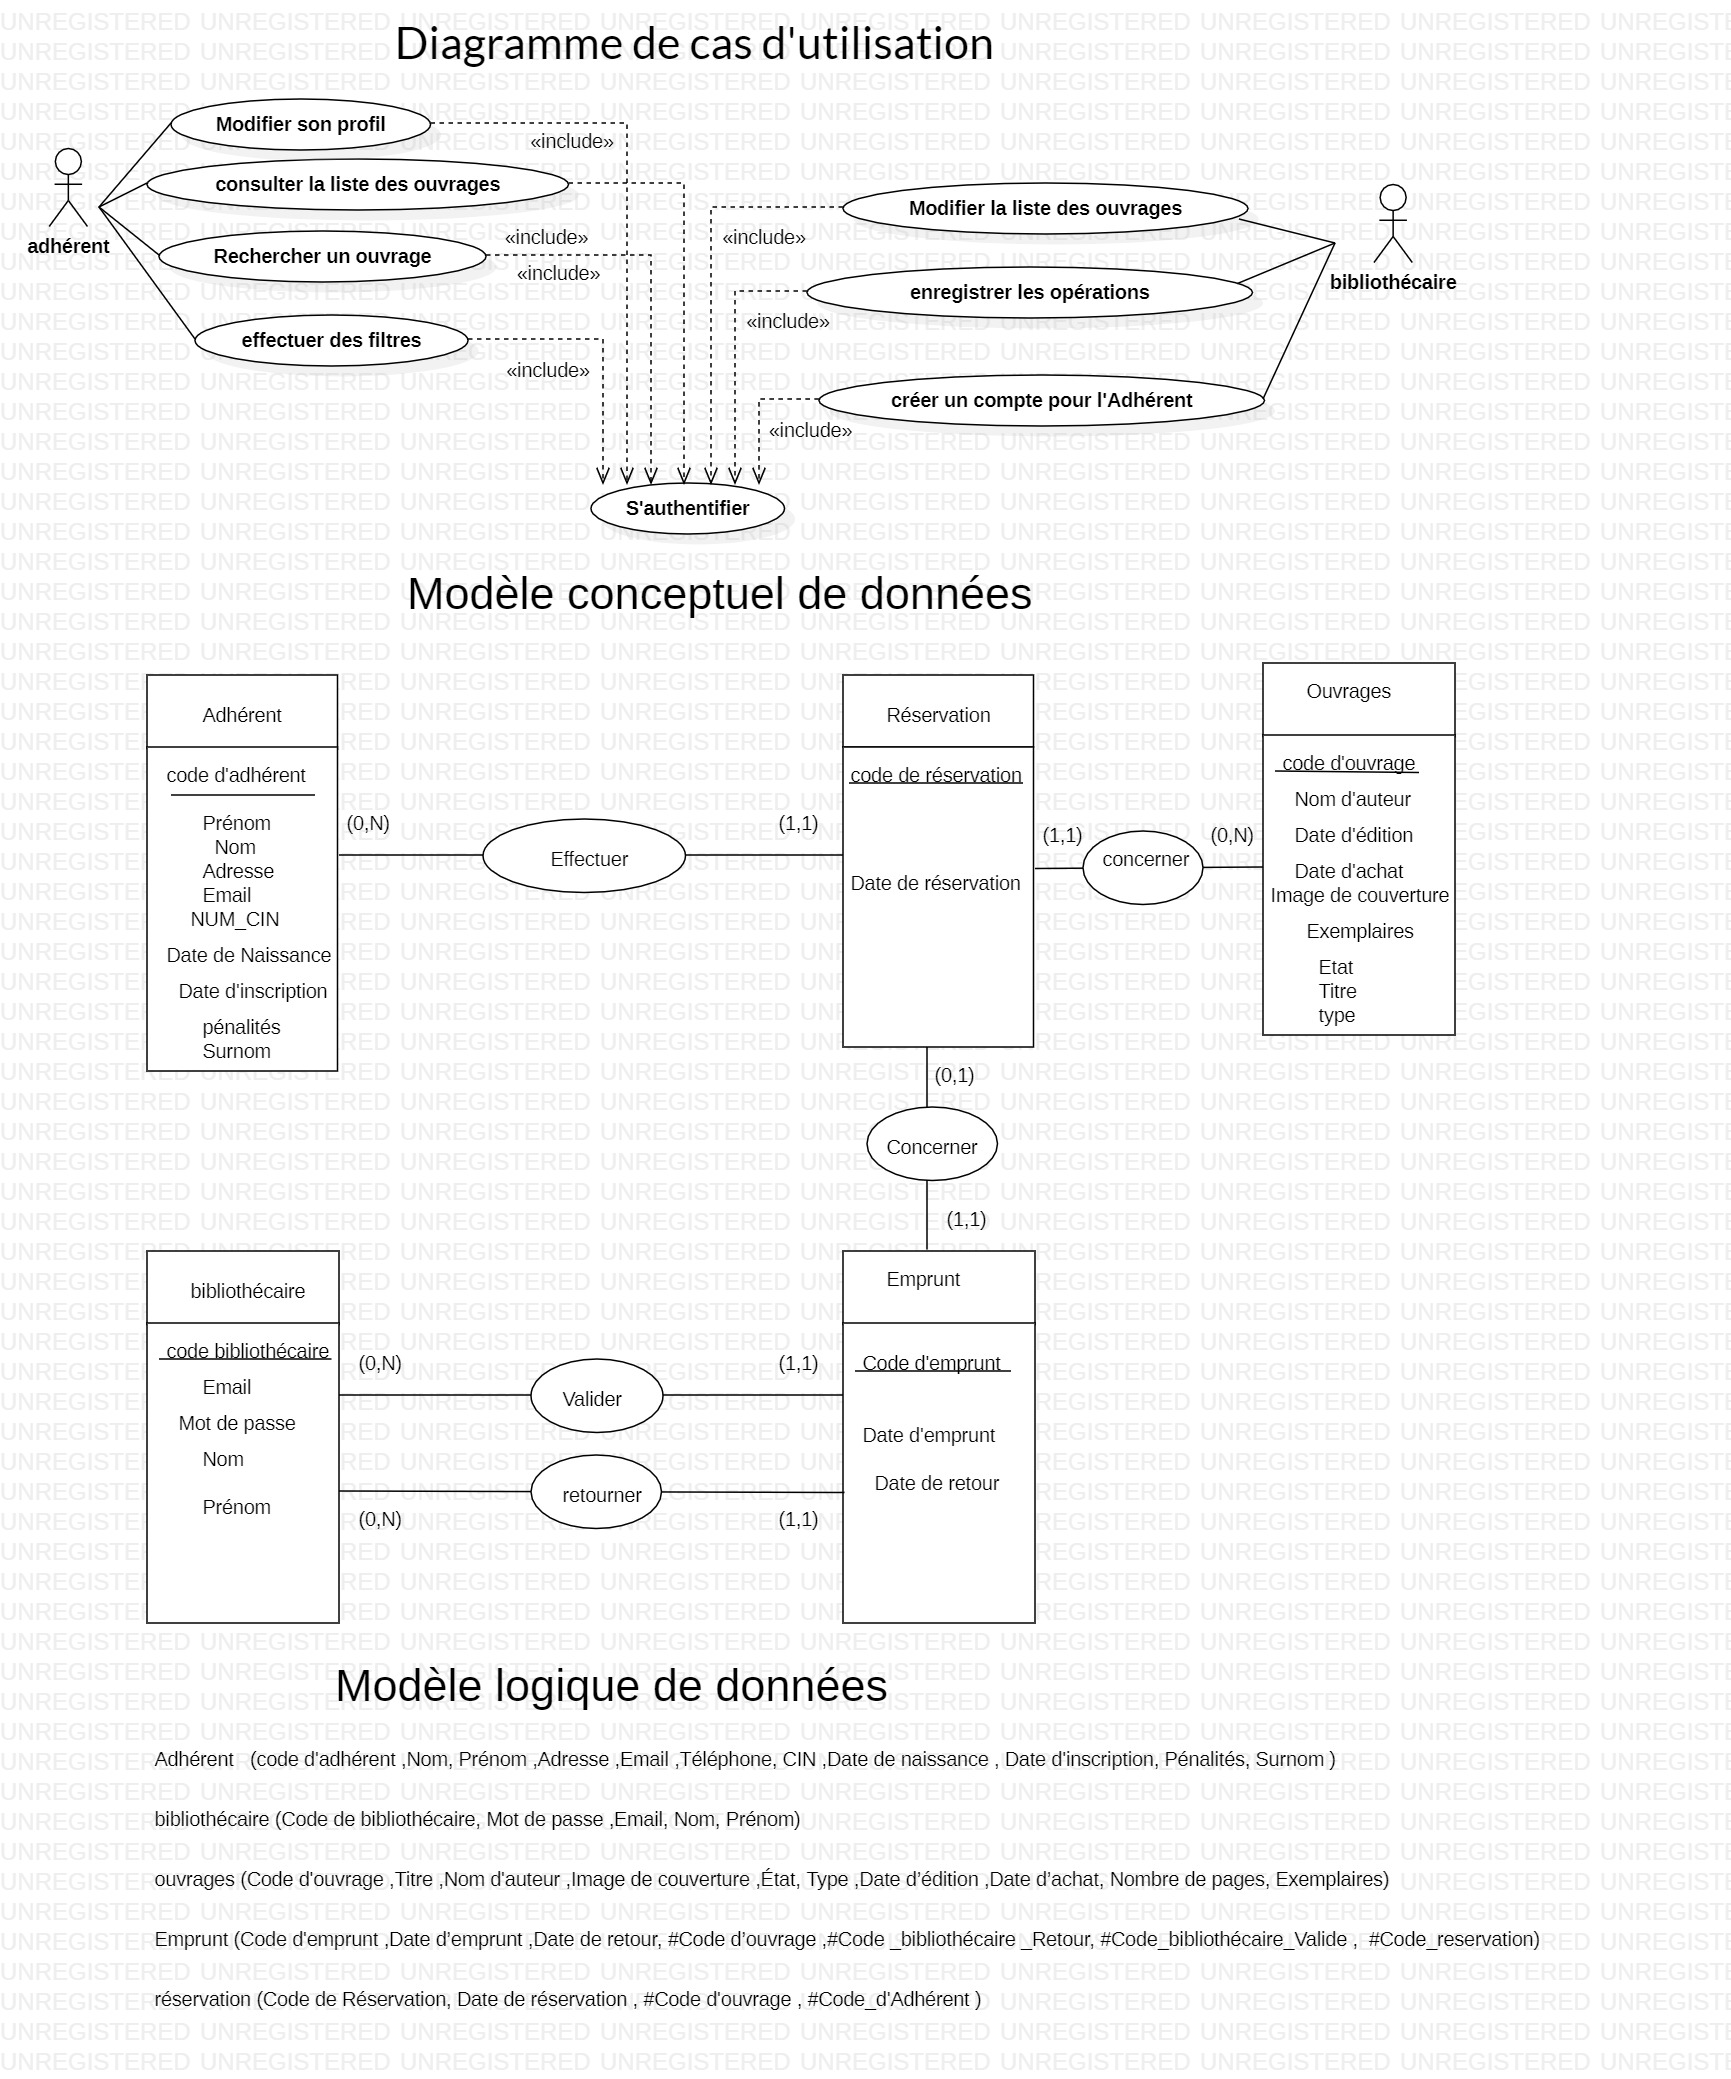 Diagramme de cas d'utilisation
Modifier son profil
«include»
consulter la liste des ouvrages
adhérent
Rechercher un ouvrage
«include»
«include»
effectuer des filtres
«include»
Modifier la liste des ouvrages
«include»
bibliothécaire
enregistrer les opérations
«include»
créer un compte pour l'Adhérent
«include»
S'authentifier
Modèle conceptuel de données
Adhérent
code d'adhérent
Prénom
Nom
Adresse
Email
NUM_CIN
Date de Naissance
Date d'inscription
pénalités
Surnom
(0,N)
Effectuer
(1,1)
Réservation
code de réservation
Date de réservation
(1,1)
concerner
(0,N)
Ouvrages
code d'ouvrage
Nom d'auteur
Date d'édition
Date d'achat
Image de couverture
Exemplaires
Etat
Titre
type
(0,1)
Concerner
(1,1)
bibliothécaire
code bibliothécaire
Email
Mot de passe
Nom
Prénom
(0,N)
Valider
(1,1)
(0,N)
retourner
(1,1)
Emprunt
Code d'emprunt
Date d'emprunt
Date de retour
Modèle logique de données
Adhérent (code d'adhérent ,Nom, Prénom ,Adresse ,Email ,Téléphone, CIN ,Date de naissance , Date d'inscription, Pénalités, Surnom )
bibliothécaire (Code de bibliothécaire, Mot de passe ,Email, Nom, Prénom)
ouvrages (Code d'ouvrage ,Titre ,Nom d'auteur ,Image de couverture ,État, Type ,Date d’édition ,Date d’achat, Nombre de pages, Exemplaires)
Emprunt (Code d'emprunt ,Date d’emprunt ,Date de retour, #Code d’ouvrage ,#Code _bibliothécaire _Retour, #Code_bibliothécaire_Valide , #Code_reservation)
réservation (Code de Réservation, Date de réservation , #Code d'ouvrage , #Code_d'Adhérent )